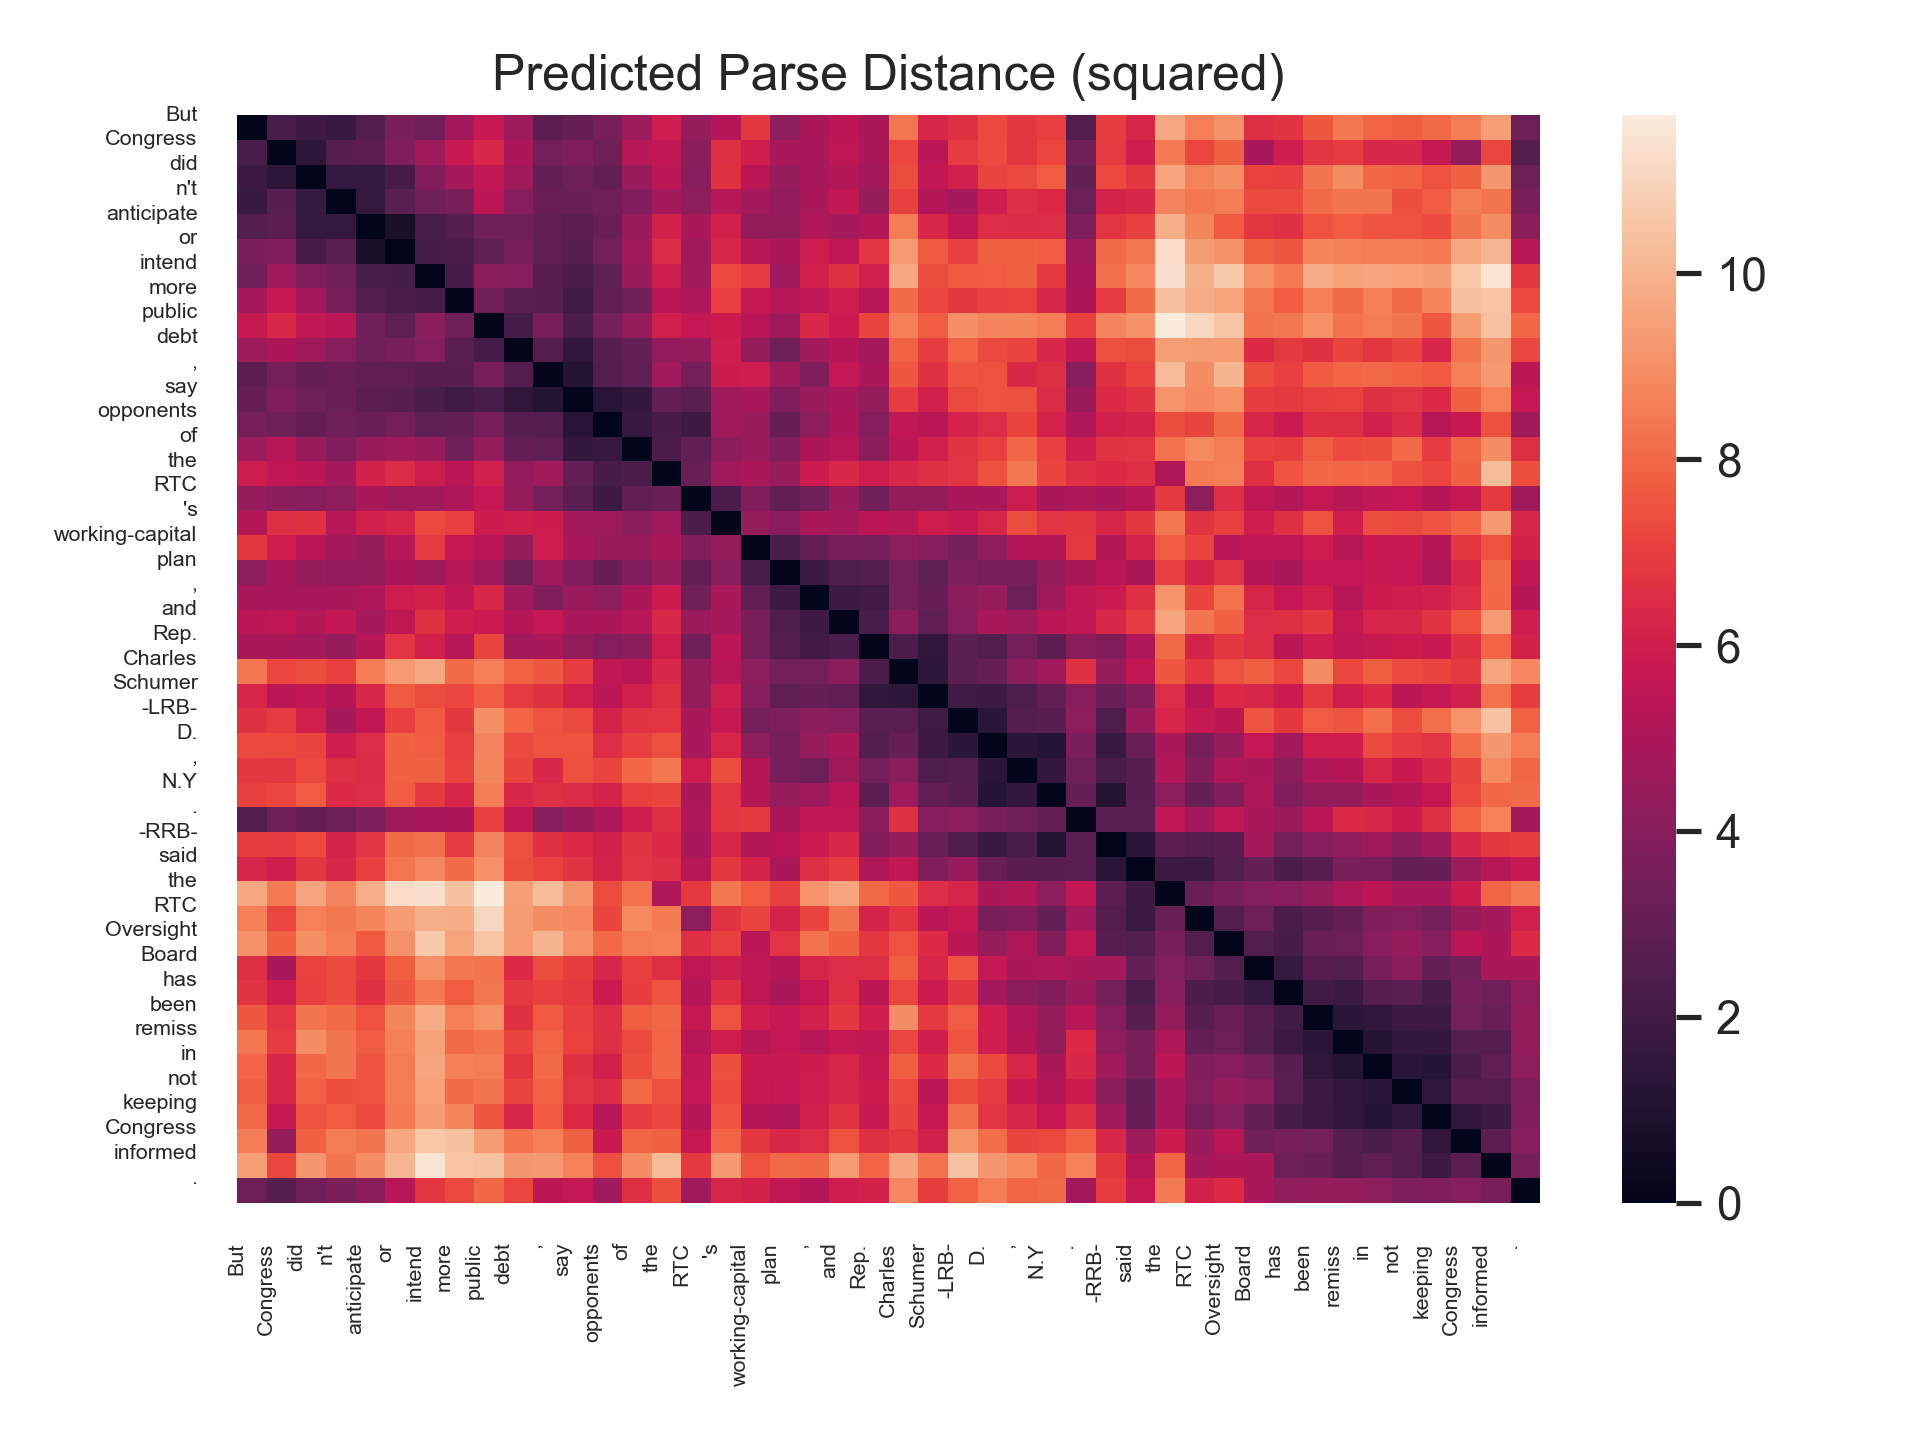 Predicted Parse Distance (squared)
But
Congress
did
n't
anticipate
or
intend
more
public
debt
,
say
opponents
of
the
RTC
's
working-capital
plan
,
and
Rep.
Charles
Schumer
-LRB-
D.
,
N.Y
.
-RRB-
said
the
RTC
Oversight
Board
has
been
remiss
in
not
keeping
Congress
informed
.
10
8
6
4
2
0
But
Congress
did
n't
anticipate
or
intend
more
public
debt
,
say
opponents
of
the
RTC
's
working-capital
plan
,
and
Rep.
Charles
Schumer
-LRB-
D.
,
N.Y
.
-RRB-
said
the
RTC
Oversight
Board
has
been
remiss
in
not
keeping
Congress
informed
.